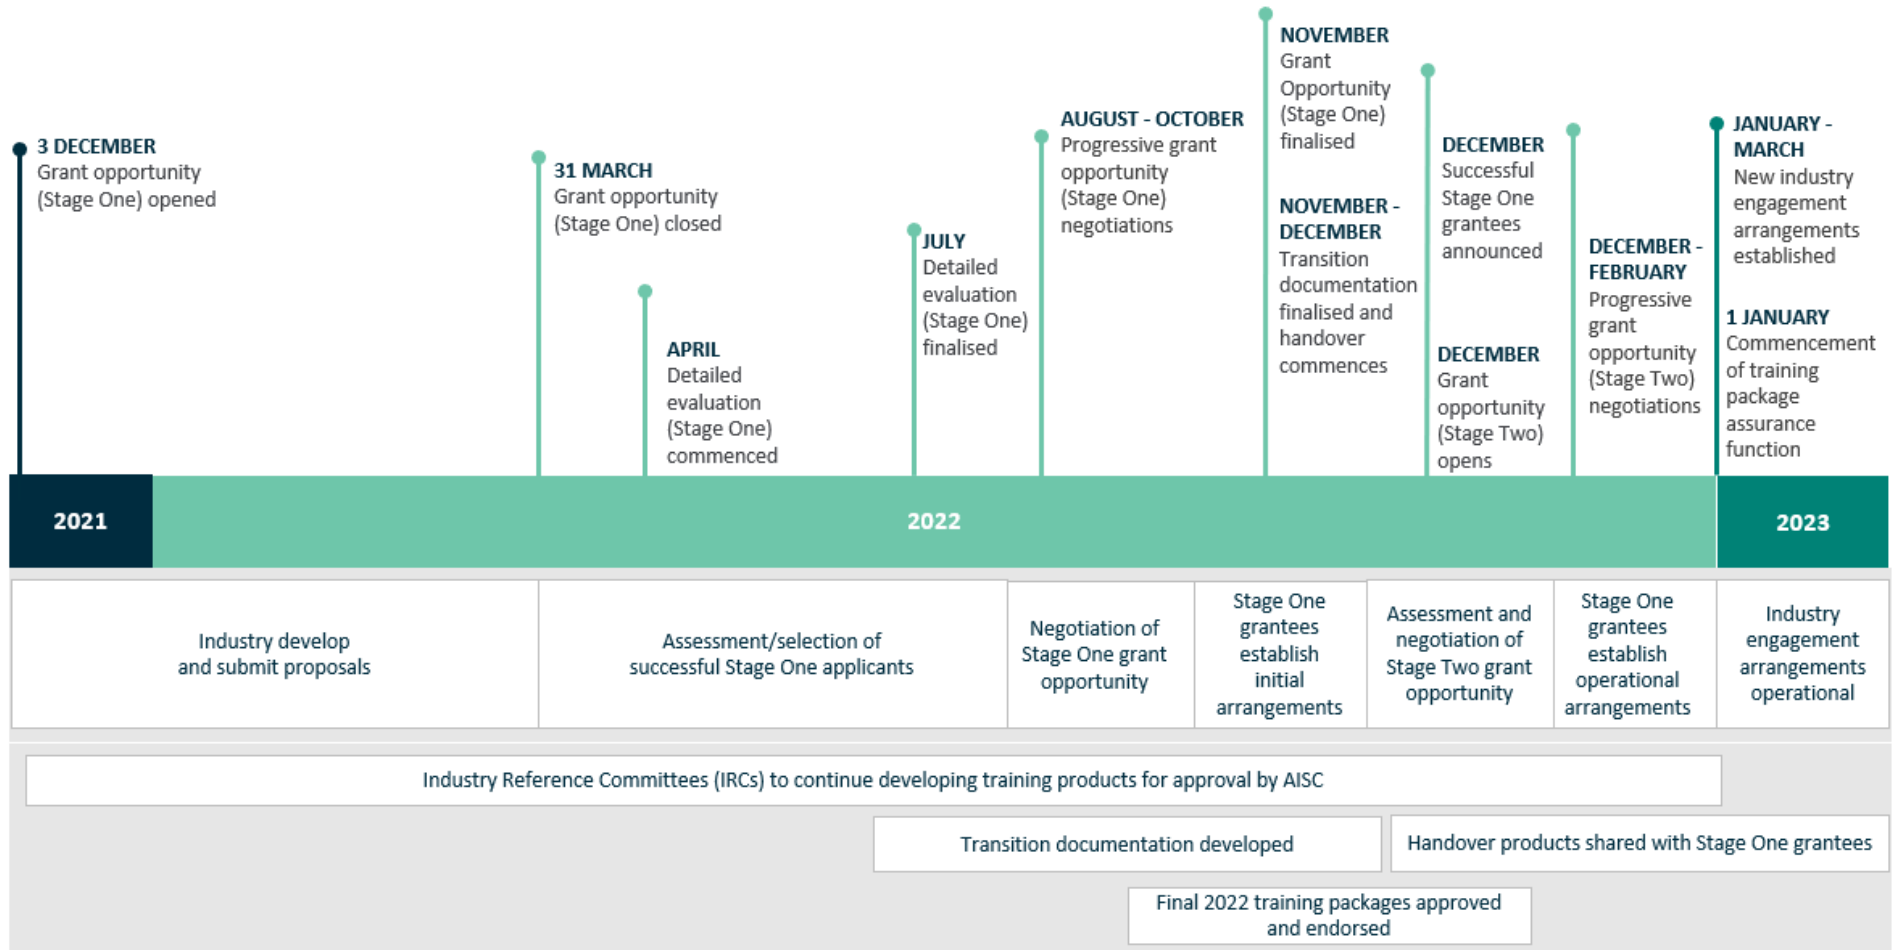 3 DECEMBER
Grant opportunity
(Stage One) opened
31 MARCH
Grant opportunity
(Stage One) closed
APRIL
Detailed
evaluation
(Stage One)
commenced
JULY
Detailed
evaluation
(Stage One)
finalised
AUGUST - OCTOBER
Progressive grant
opportunity
(Stage One)
negotiations
NOVEMBER
Grant
Opportunity
(Stage One)
finalised
NOVEMBER -
DECEMBER
Transition
documentation
finalised and
handover
commences
DECEMBER
Successful
Stage One
grantees
announced
DECEMBER
Grant
opportunity
(Stage Two)
opens
DECEMBER -
FEBRUARY
Progressive
grant
opportunity
(Stage Two)
negotiations
JANUARY -
MARCH
New industry
engagement
arrangements
established
1 JANUARY
Commencement
of training
package
assurance
function
2021
2022
2023
Industry develop
and submit proposals
Assessment/selection of
successful Stage One applicants
Negotiation of
Stage One grant
opportunity
Stage One
grantees
establish
initial
arrangements
Assessment and
negotiation of
Stage Two grant
opportunity
Stage One
grantees
establish
operational
arrangements
Industry
engagement
arrangements
operational
Industry Reference Committees (IRCs) to continue developing training products for approval by AISC
Transition documentation developed
Handover products shared with Stage One grantees
Final 2022 training packages approved
and endorsed